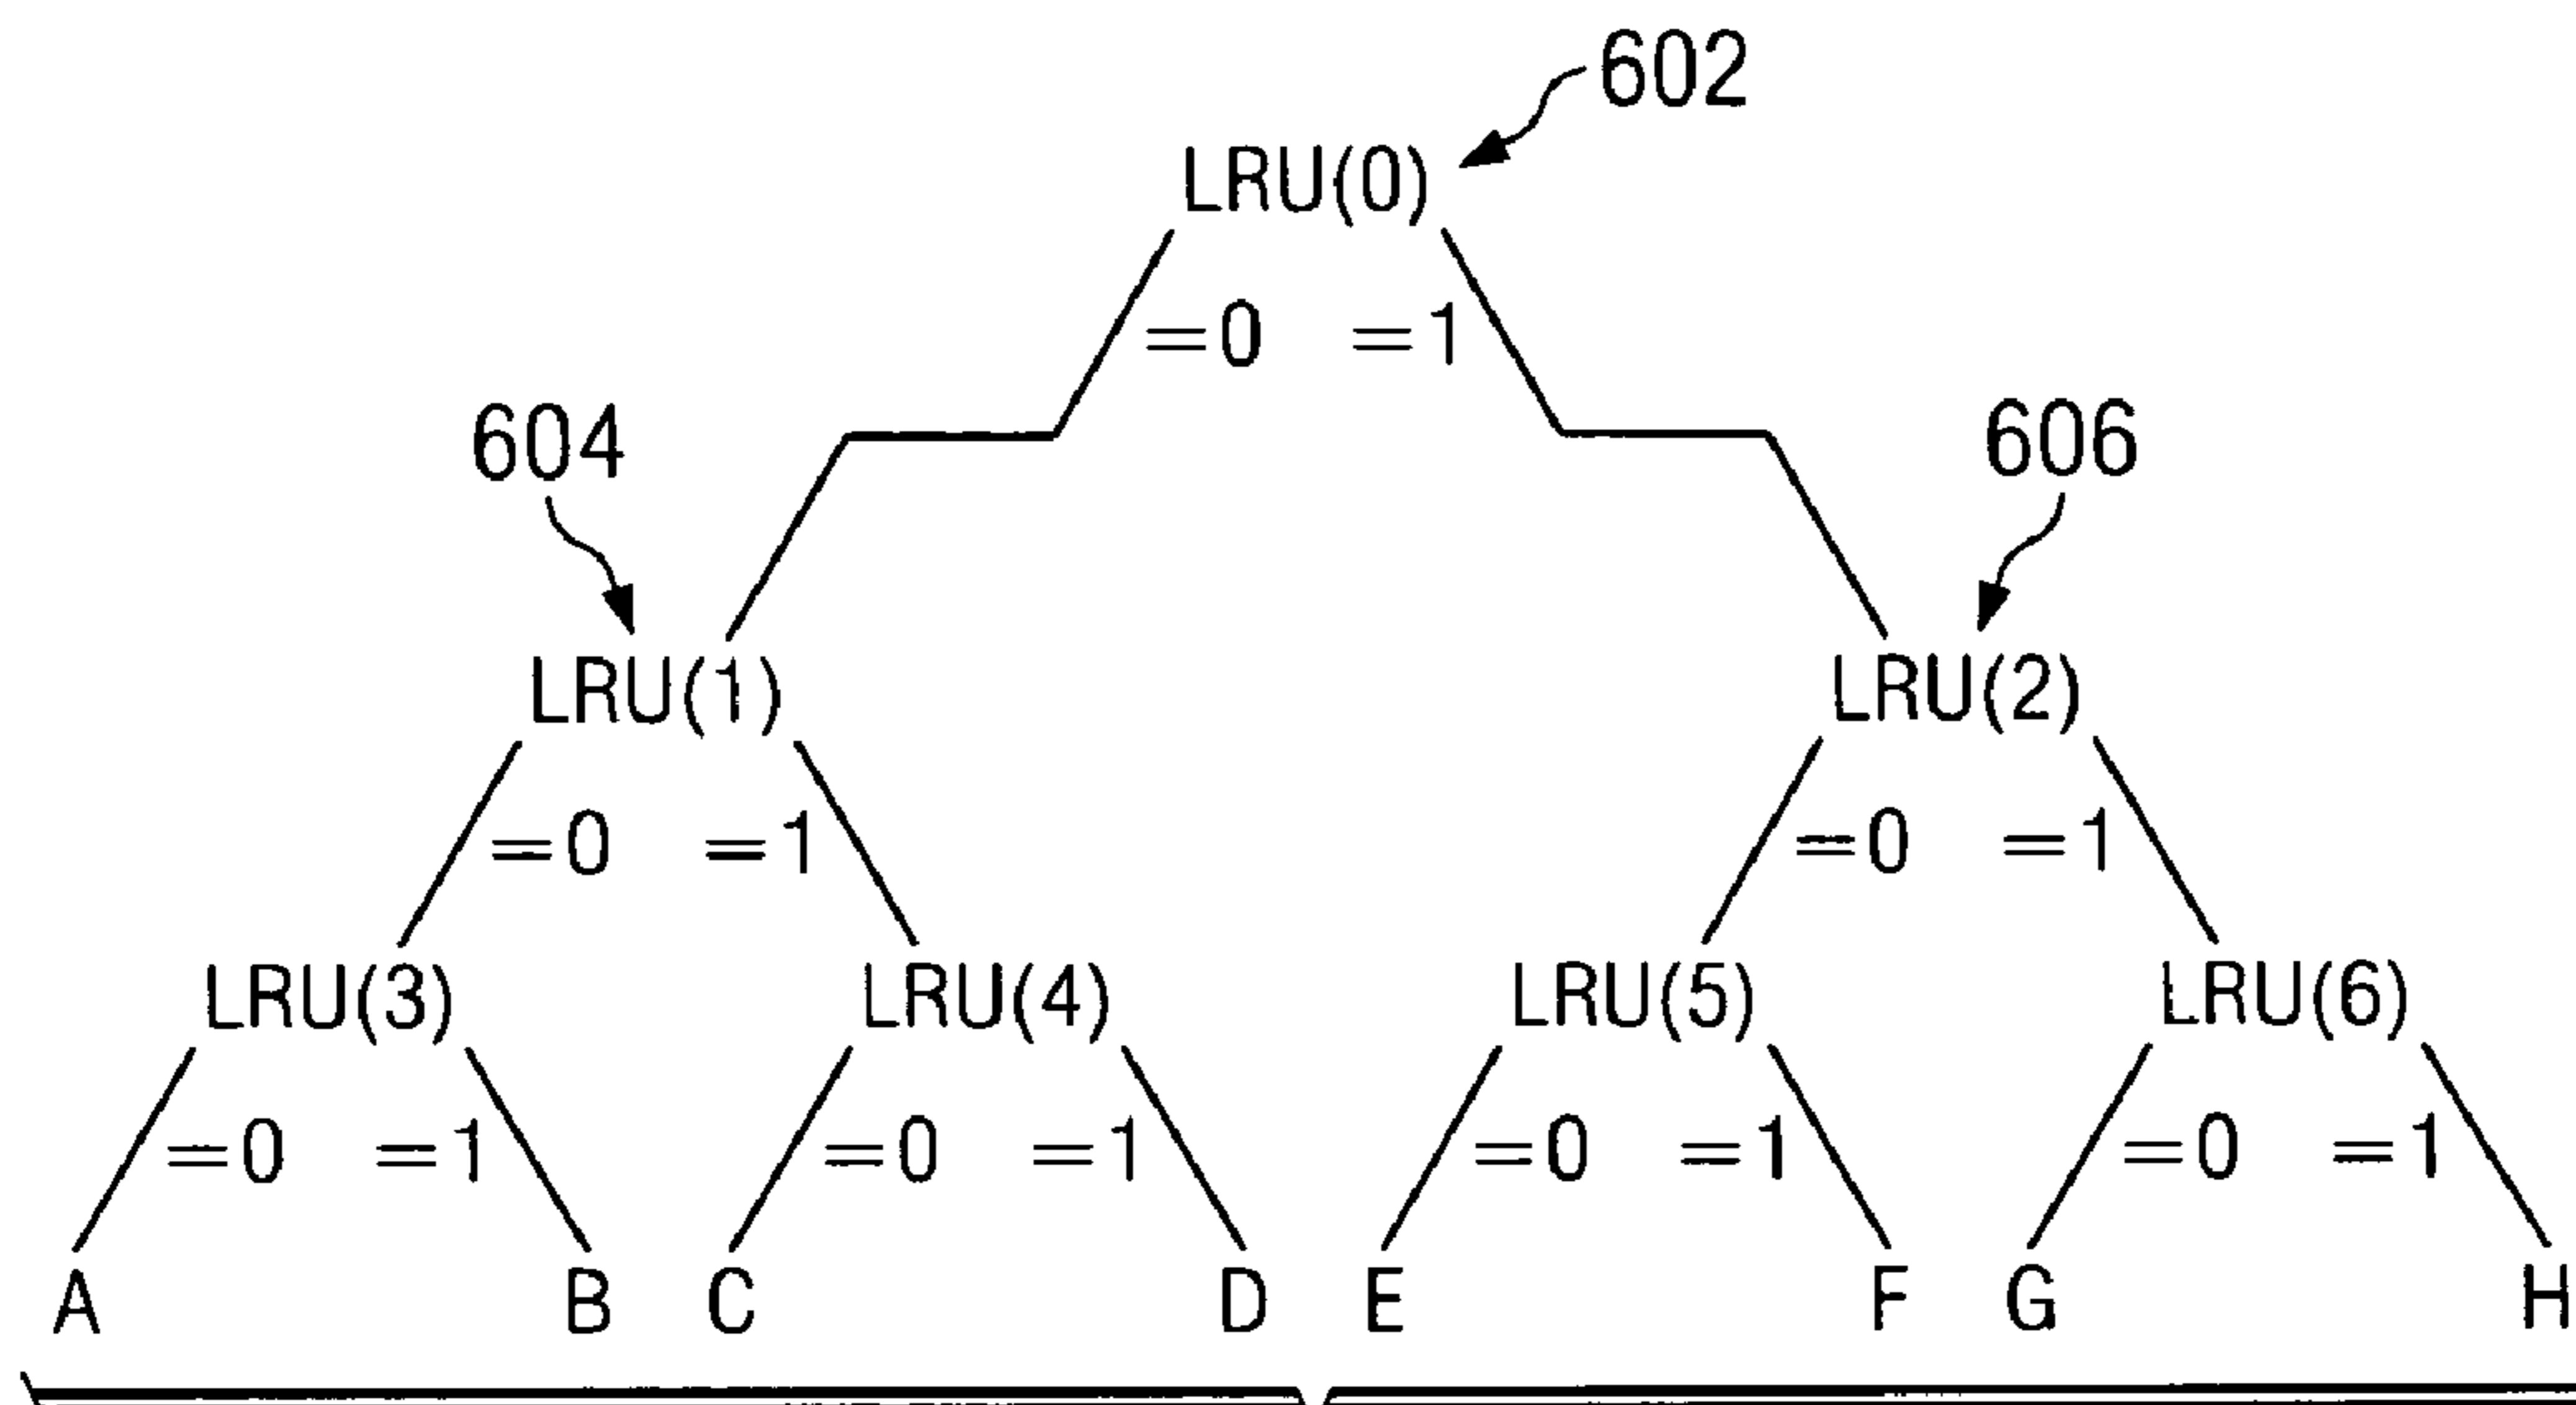 602
LRU(0)
=0 =1
604 606
LRU(1) LRU(2)
=0 =1 =0 =1
LRU(3) LRU(4) LRU(5) LRU(6)
=0 =1 =0 =1 =0 =1 =0 =1
A B C D E F G H